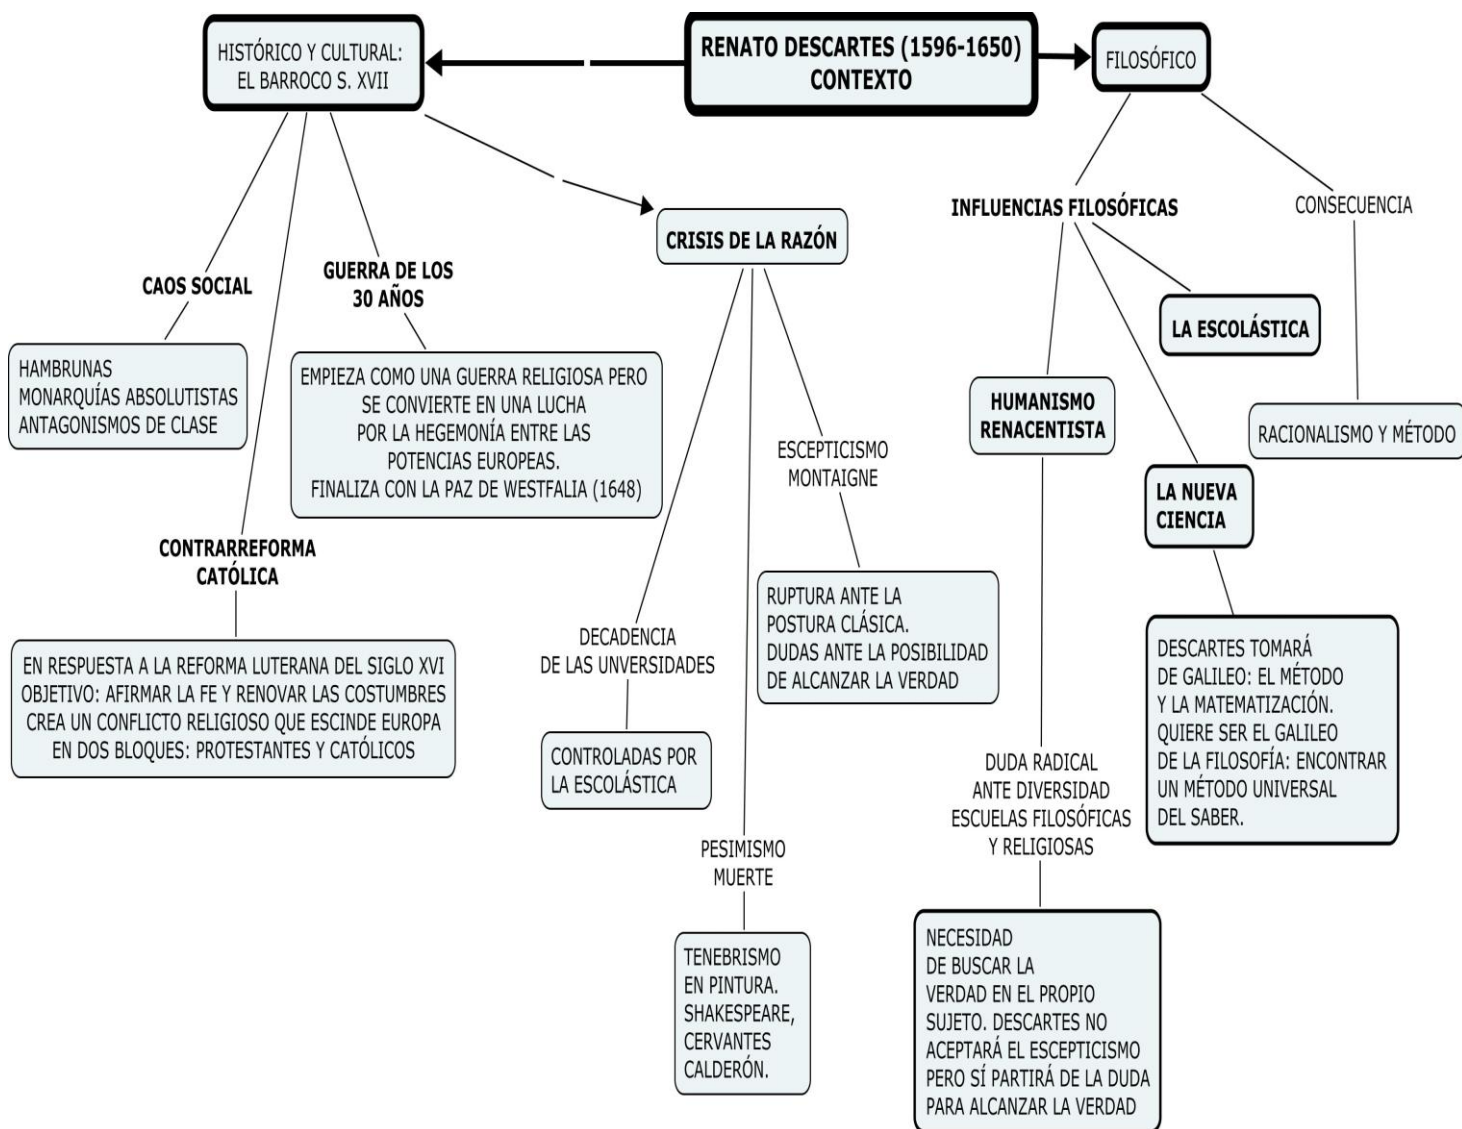 RENATO DESCARTES (1596-1650)
CONTEXTO
HISTÓRICO Y CULTURAL:
EL BARROCO S. XVII
CAOS SOCIAL
HAMBRUNAS
MONARQUÍAS ABSOLUTISTAS
ANTAGONISMOS DE CLASE
CONTRARREFORMA
CATÓLICA
EN RESPUESTA A LA REFORMA LUTERANA DEL SIGLO XVI
OBJETIVO: AFIRMAR LA FE Y RENOVAR LAS COSTUMBRES
CREA UN CONFLICTO RELIGIOSO QUE ESCINDE EUROPA
EN DOS BLOQUES: PROTESTANTES Y CATÓLICOS
GUERRA DE LOS
30 AÑOS
EMPIEZA COMO UNA GUERRA RELIGIOSA PERO
SE CONVIERTE EN UNA LUCHA
POR LA HEGEMONÍA ENTRE LAS
POTENCIAS EUROPEAS.
FINALIZA CON LA PAZ DE WESTFALIA (1648)
CRISIS DE LA RAZÓN
DECADENCIA
DE LAS UNVERSIDADES
CONTROLADAS POR
LA ESCOLÁSTICA
PESIMISMO
MUERTE
TENEBRISMO
EN PINTURA.
SHAKESPEARE,
CERVANTES
CALDERÓN.
ESCEPTICISMO
MONTAIGNE
RUPTURA ANTE LA
POSTURA CLÁSICA.
DUDAS ANTE LA POSIBILIDAD
DE ALCANZAR LA VERDAD
FILOSÓFICO
INFLUENCIAS FILOSÓFICAS
HUMANISMO
RENACENTISTA
DUDA RADICAL
ANTE DIVERSIDAD
ESCUELAS FILOSÓFICAS
Y RELIGIOSAS
NECESIDAD
DE BUSCAR LA
VERDAD EN EL PROPIO
SUJETO. DESCARTES NO
ACEPTARÁ EL ESCEPTICISMO
PERO SÍ PARTIRÁ DE LA DUDA
PARA ALCANZAR LA VERDAD
LA NUEVA
CIENCIA
DESCARTES TOMARÁ
DE GALILEO: EL MÉTODO
Y LA MATEMATIZACIÓN.
QUIERE SER EL GALILEO
DE LA FILOSOFÍA: ENCONTRAR
UN MÉTODO UNIVERSAL
DEL SABER.
LA ESCOLÁSTICA
CONSECUENCIA
RACIONALISMO Y MÉTODO